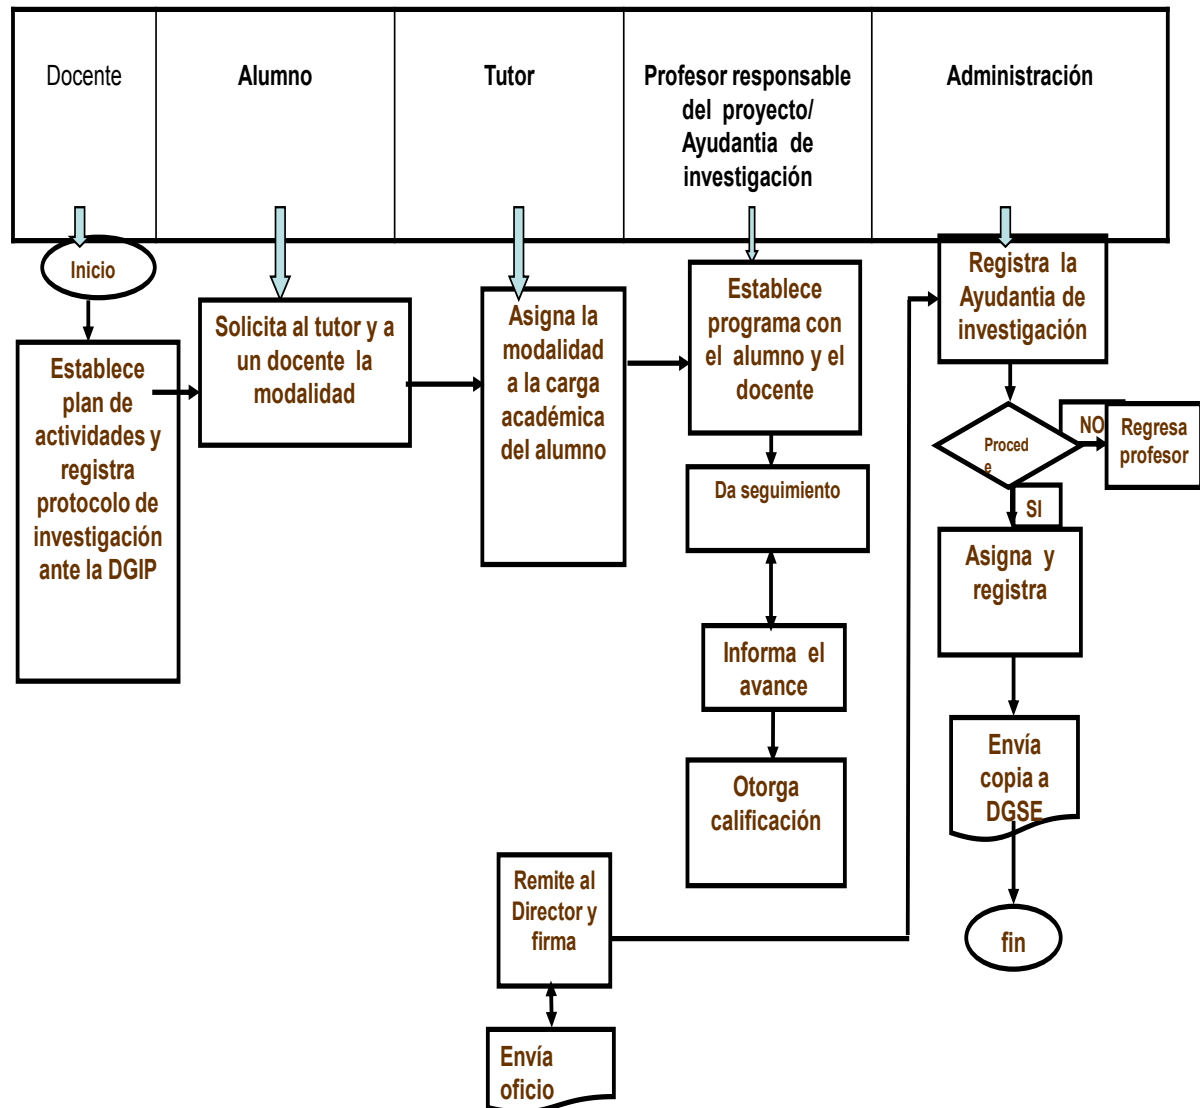 Docente
Alumno
Tutor
Profesor responsable
del proyecto/
Ayudantia de
investigación
Administración
Inicio
Establece
plan de
actividades y
registra
protocolo de
investigación
ante la DGIP
Solicita al tutor y a
un docente la
modalidad
Asigna la
modalidad
a la carga
académica
del alumno
Establece
programa con
el alumno y el
docente
Da seguimiento
Informa el
avance
Otorga
calificación
Remite al
Director y
firma
Envía
oficio
Registra la
Ayudantia de
investigación
Proced
e
NO
Regresa
profesor
SI
Asigna y
registra
Envía
copia a
DGSE
fin